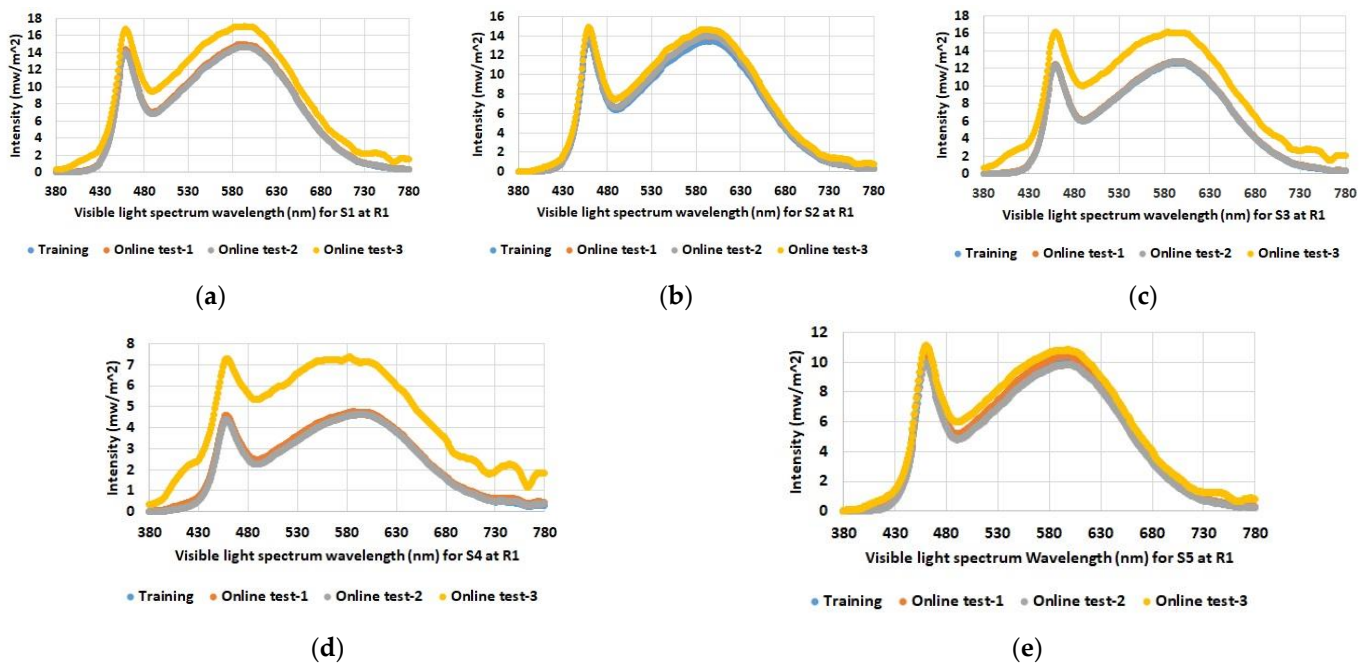 Intensity (mw/m^2)
18
16
14
12
10
8
6
4
2
0
380 430 480 530 580 630 680 730 780
Visible light spectrum wavelength (nm) for S1 at R1
Training Online test-1 Online test-2 Online test-3
(a)
Intensity (mw/m^2)
16
14
12
10
8
6
4
2
0
380 430 480 530 580 630 680 730 780
Visible light spectrum wavelength (nm) for S2 at R1
Training Online test-1 Online test-2 Online test-3
(b)
Intensity (mw/m^2)
18
16
14
12
10
8
6
4
2
0
380 430 480 530 580 630 680 730 780
Visible light spectrum wavelength (nm) for S3 at R1
Training Online test-1 Online test-2 Online test-3
(c)
Intensity (mw/m^2)
8
7
6
5
4
3
2
1
0
380 430 480 530 580 630 680 730 780
Visible light spectrum wavelength (nm) for S4 at R1
Training Online test-1 Online test-2 Online test-3
(d)
Intensity (mw/m^2)
12
10
8
6
4
2
0
380 430 480 530 580 630 680 730 780
Visible light spectrum Wavelength (nm) for S5 at R1
Training Online test-1 Online test-2 Online test-3
(e)